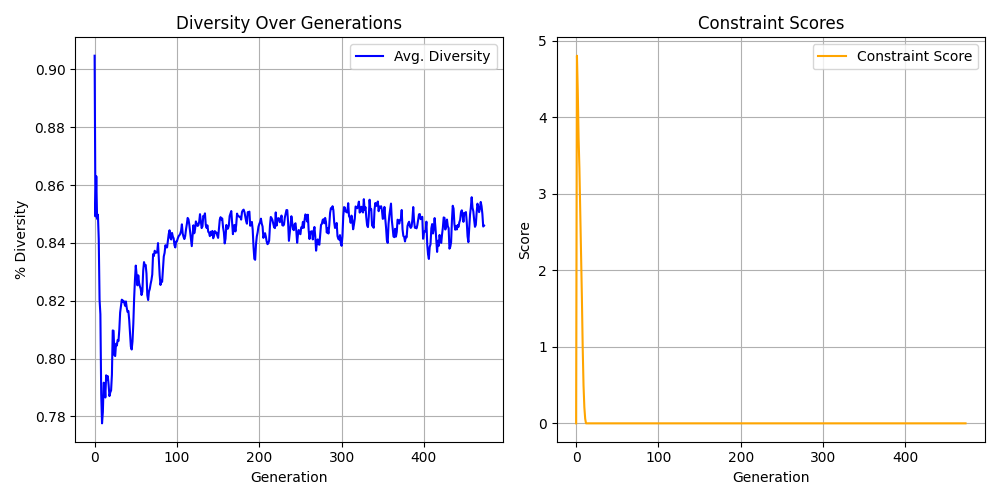 Diversity Over Generations
Avg. Diversity
0.90
0.88
0.86
0.84
0.82
0.80
0.78
% Diversity
0 100 200 300 400
Generation
Constraint Scores
Constraint Score
5
4
3
2
1
0
Score
0 100 200 300 400
Generation